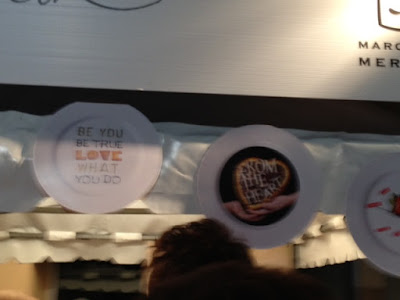 MARC
MER
BE YOU
BE TRUE
LOVE
WHAT
YOU DO
FROM
THE
HEART